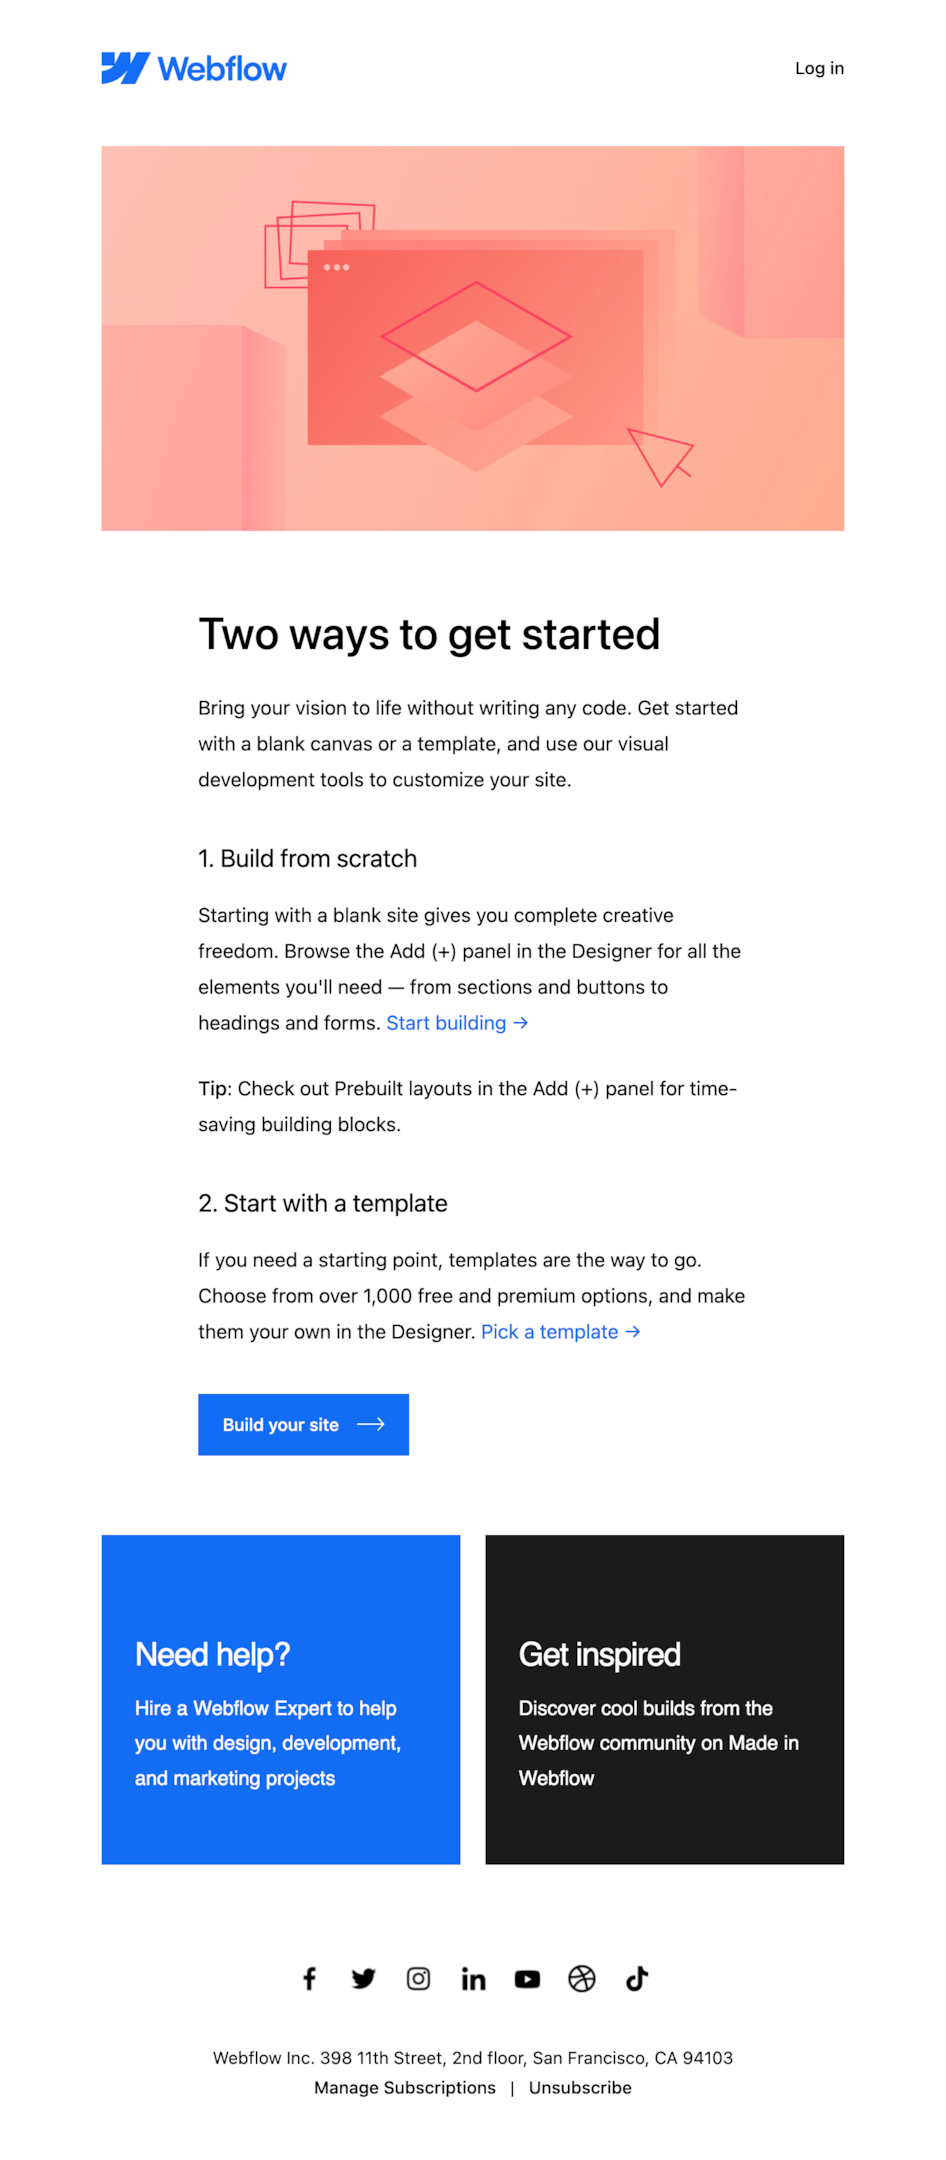 Webflow
Log in
Two ways to get started
Bring your vision to life without writing any code. Get started
with a blank canvas or a template, and use our visual
development tools to customize your site.
1. Build from scratch
Starting with a blank site gives you complete creative
freedom. Browse the Add (+) panel in the Designer for all the
elements you'll need — from sections and buttons to
headings and forms. Start building →
Tip: Check out Prebuilt layouts in the Add (+) panel for time-
saving building blocks.
2. Start with a template
If you need a starting point, templates are the way to go.
Choose from over 1,000 free and premium options, and make
them your own in the Designer. Pick a template →
Build your site →
Need help?
Hire a Webflow Expert to help
you with design, development,
and marketing projects
Get inspired
Discover cool builds from the
Webflow community on Made in
Webflow
Webflow Inc. 398 11th Street, 2nd floor, San Francisco, CA 94103
Manage Subscriptions | Unsubscribe